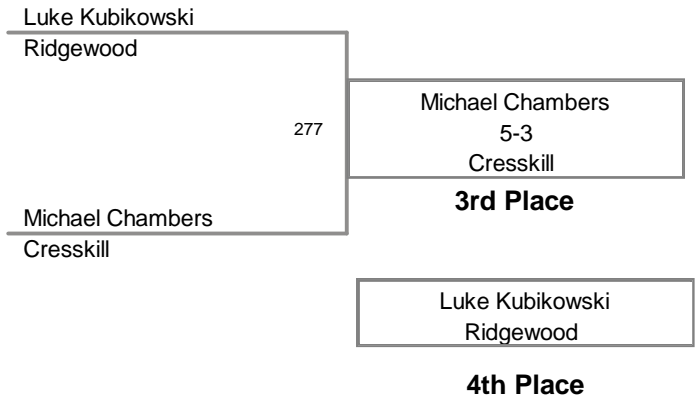 Luke Kubikowski
Ridgewood
277
Michael Chambers
5-3
Cresskill
3rd Place
Michael Chambers
Cresskill
Luke Kubikowski
Ridgewood
4th Place